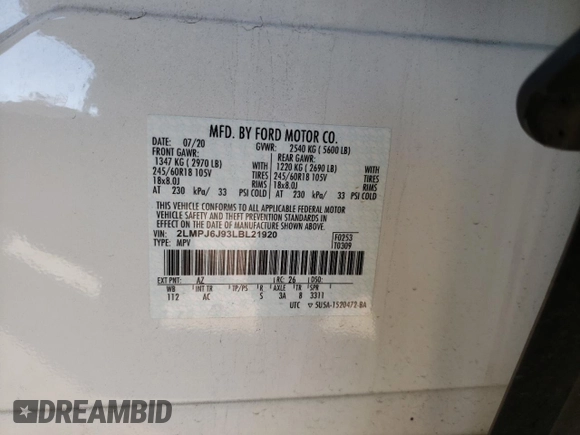 MFD. BY FORD MOTOR CO.
DATE: 07/20 GVWR: 2540 KG ( 5600 LB)
FRONT GAWR: REAR GAWR:
1347 KG ( 2970 LB) WITH 1220 KG ( 2690 LB) WITH
245/60R18 105V TIRES 245/60R18 105V TIRES
18x8.0J RIMS 18x8.0J RIMS
AT 230 kPa/ 33 PSI COLD AT 230 kPa/ 33 PSI COLD
THIS VEHICLE CONFORMS TO ALL APPLICABLE FEDERAL MOTOR
VEHICLE SAFETY AND THEFT PREVENTION STANDARDS IN
EFFECT ON THE DATE OF MANUFACTURE SHOWN ABOVE.
VIN: 2LMPJ6J93LBL21920 F0253
TYPE: MPV T0309
EXT PNT: AZ RC: 26 DSO:
WB INT TR TP/PS R AXLE TR SPR
112 AC S 3A 8 3311
UTC 5U5A-1520472-BA
DREAMBID